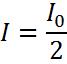 I = I₀/2